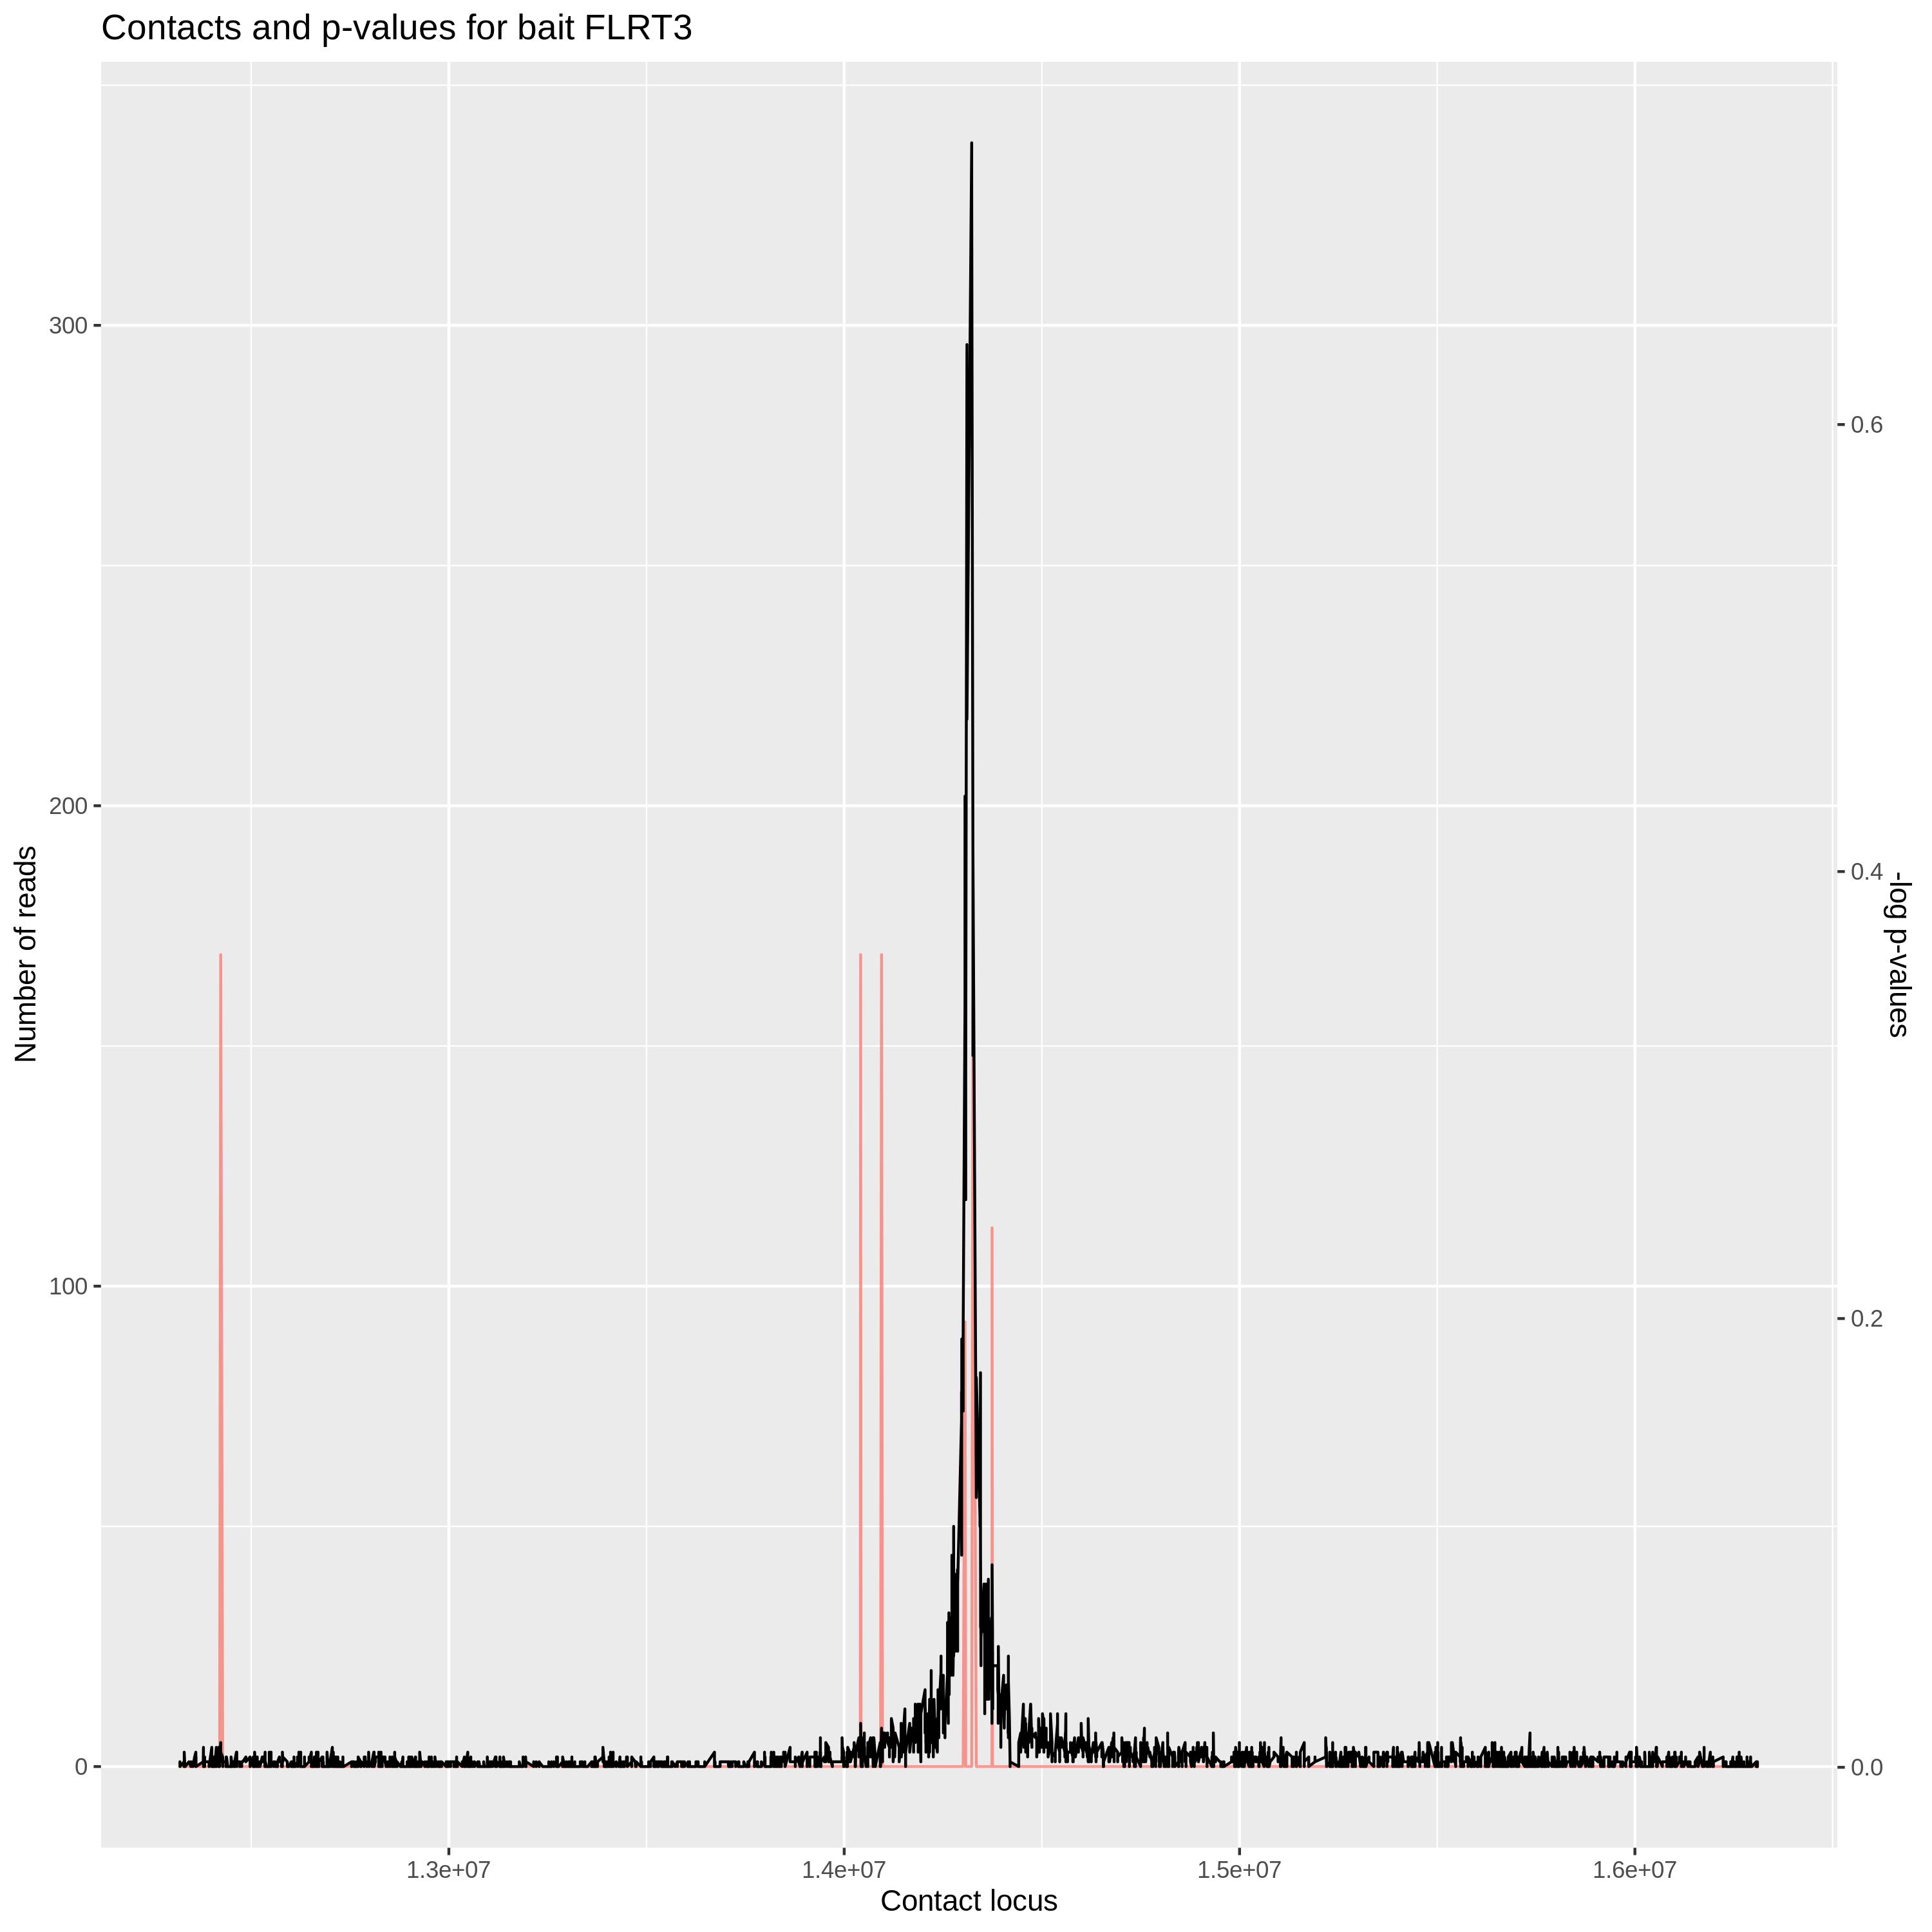 Contacts and p-values for bait FLRT3
Number of reads
300
200
100
0
0.6
0.4
0.2
0.0
-log p-values
1.3e+07
1.4e+07
1.5e+07
1.6e+07
Contact locus